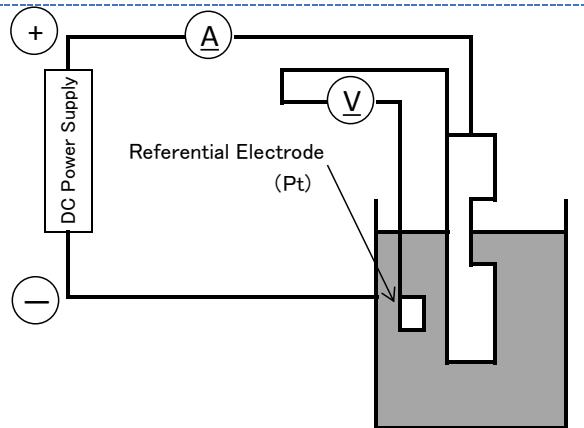 +
A
DC Power Supply
V
Referential Electrode
（Pt）
—